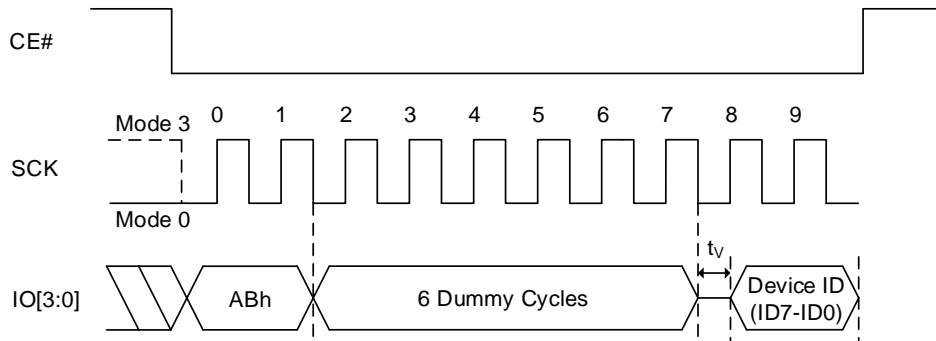 CE#
0 1 2 3 4 5 6 7 8 9
Mode 3
SCK
Mode 0
tV
IO[3:0]
ABh
6 Dummy Cycles
Device ID
(ID7-ID0)